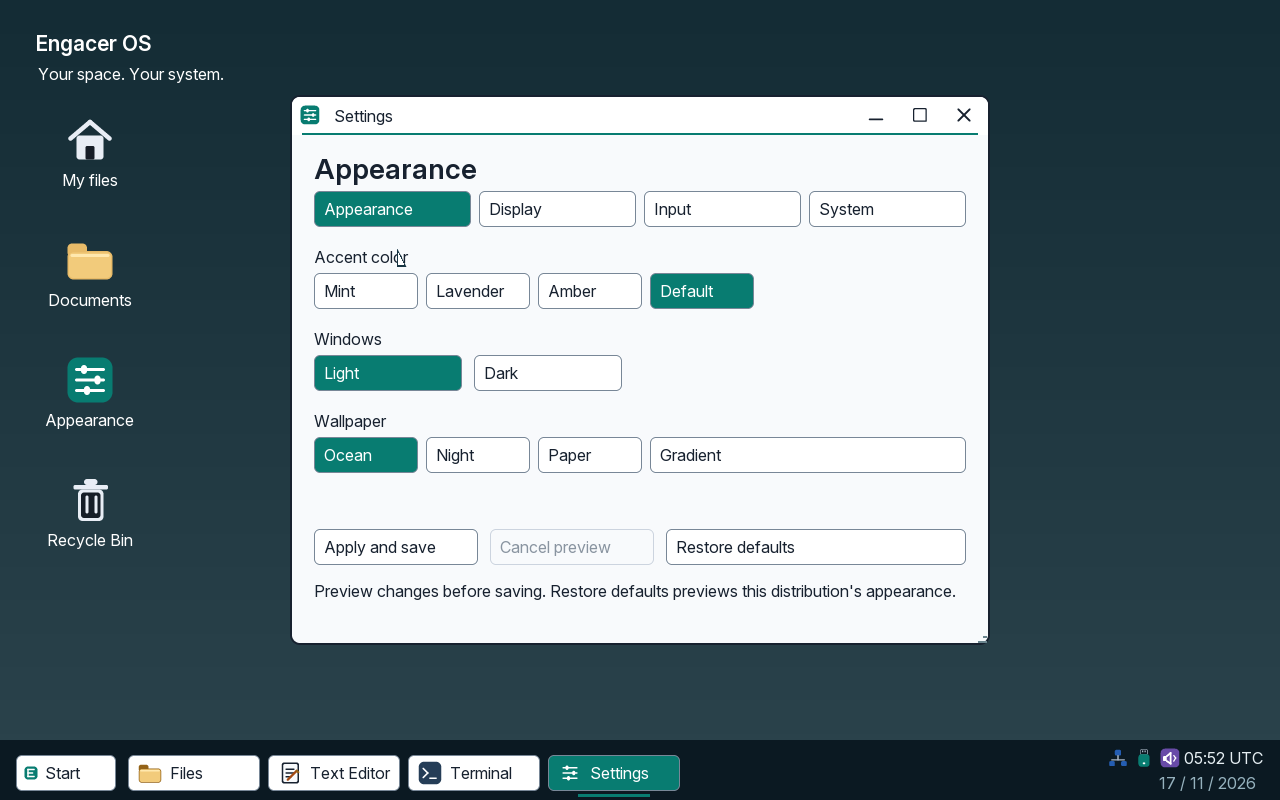 Engacer OS
Your space. Your system.
My files
Documents
Appearance
Recycle Bin
Settings
Appearance
Appearance
Display
Input
System
Accent color
Mint
Lavender
Amber
Default
Windows
Light
Dark
Wallpaper
Ocean
Night
Paper
Gradient
Apply and save
Cancel preview
Restore defaults
Preview changes before saving. Restore defaults previews this distribution's appearance.
Start
Files
Text Editor
Terminal
Settings
05:52 UTC
17 / 11 / 2026